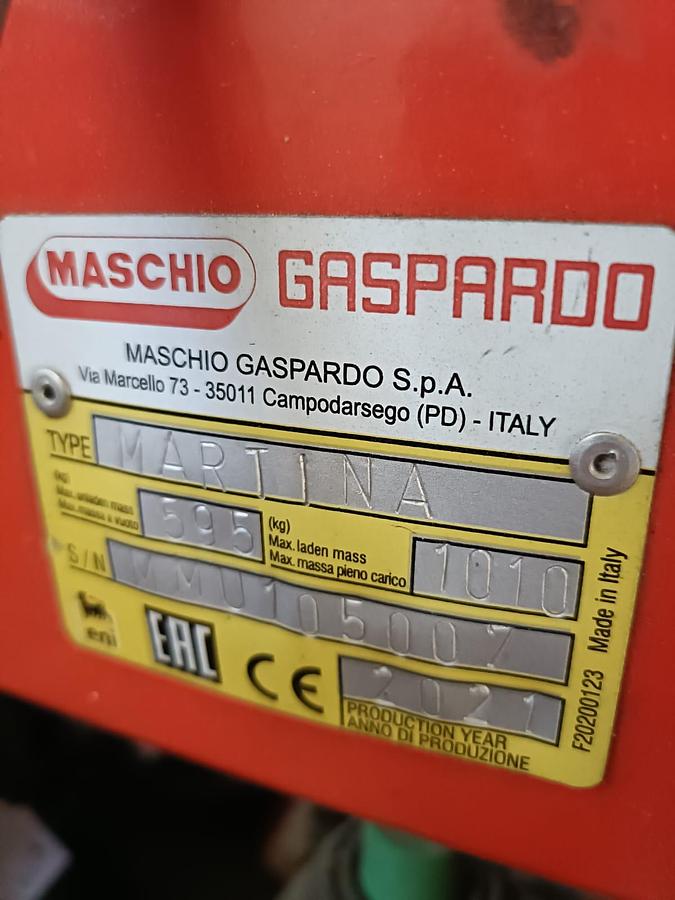 MASCHIO GASPARDO
MASCHIO GASPARDO S.p.A.
Via Marcello 73 - 35011 Campodarsego (PD) - ITALY
TYPE MARTINA
(kg)
Max. unladen mass
Max. massa a vuoto
595
(kg)
Max. laden mass
Max. massa pieno carico
1010
S/N MMU105007
eni
EAC
CE
2021
PRODUCTION YEAR
ANNO DI PRODUZIONE
F20200123 Made in Italy